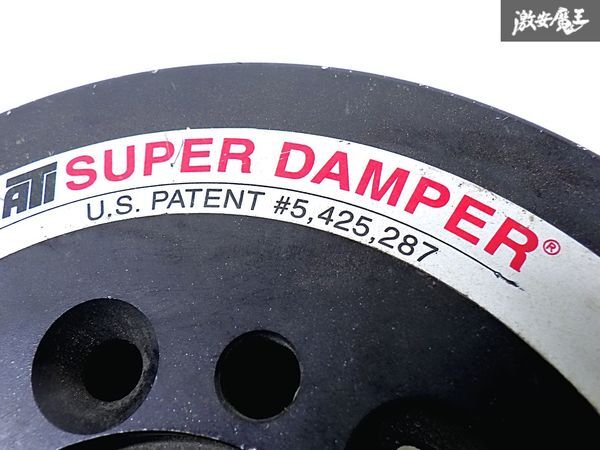 激安魔王
ATI SUPER DAMPER®
U.S. PATENT #5,425,287